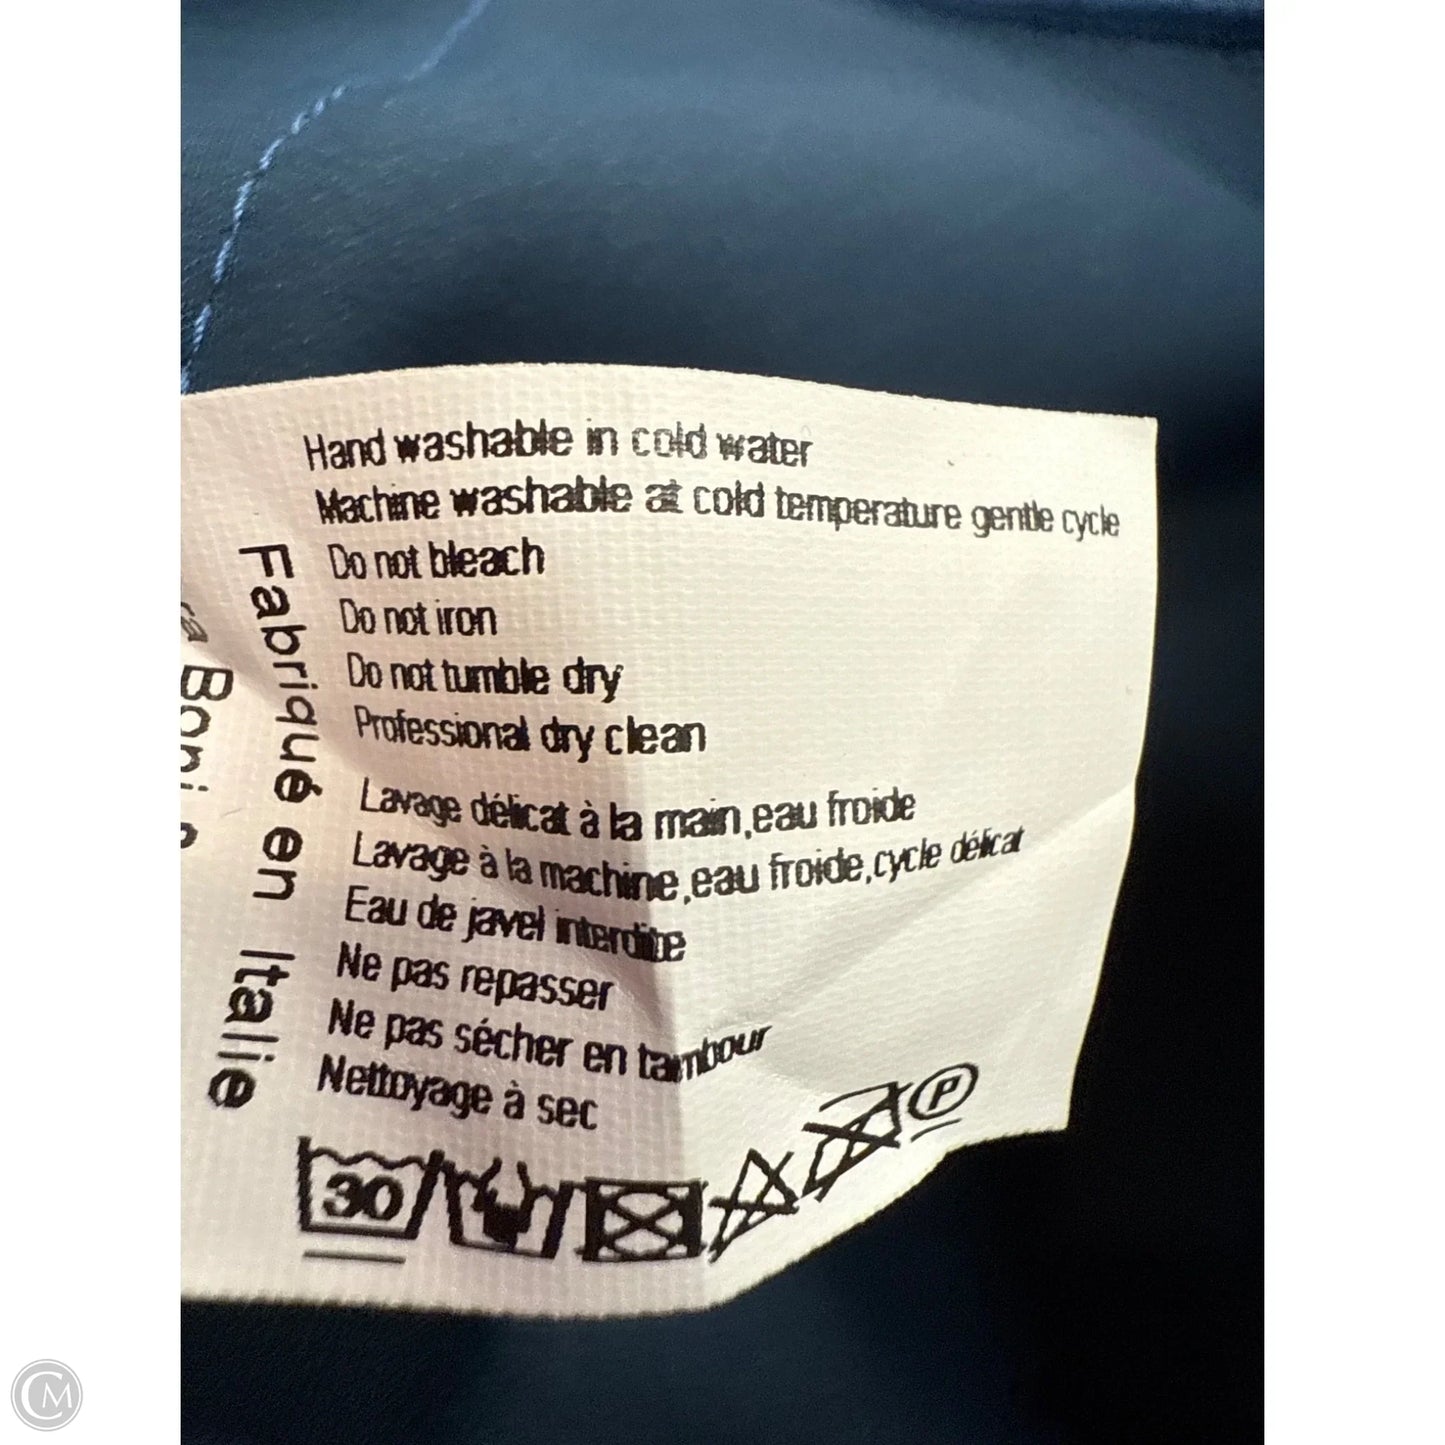 Hand washable in cold water
Machine washable at cold temperature gentle cycle
Do not bleach
Do not iron
Do not tumble dry
Professional dry clean
Lavage délicat à la main,eau froide
Lavage à la machine,eau froide,cycle délicat
Eau de javel interdite
Ne pas repasser
Ne pas sécher en tambour
Nettoyage à sec
Fabriqué en Italie
30
P
CM